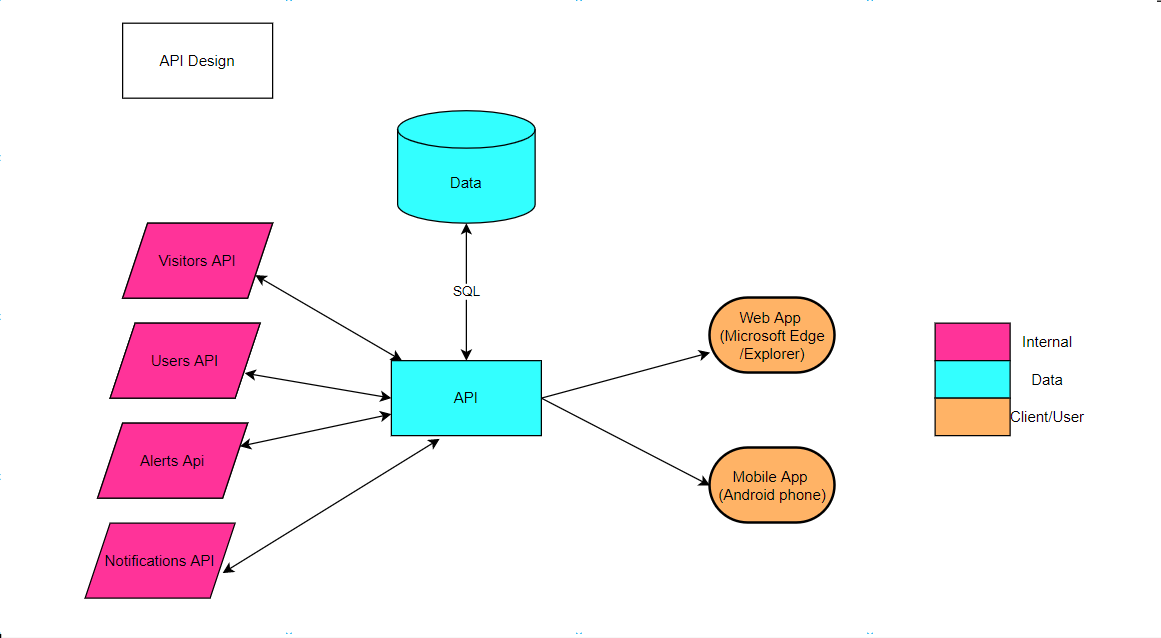 API Design
Data
SQL
Visitors API
Users API
Alerts Api
Notifications API
API
Web App
(Microsoft Edge
/Explorer)
Mobile App
(Android phone)
Internal
Data
Client/User